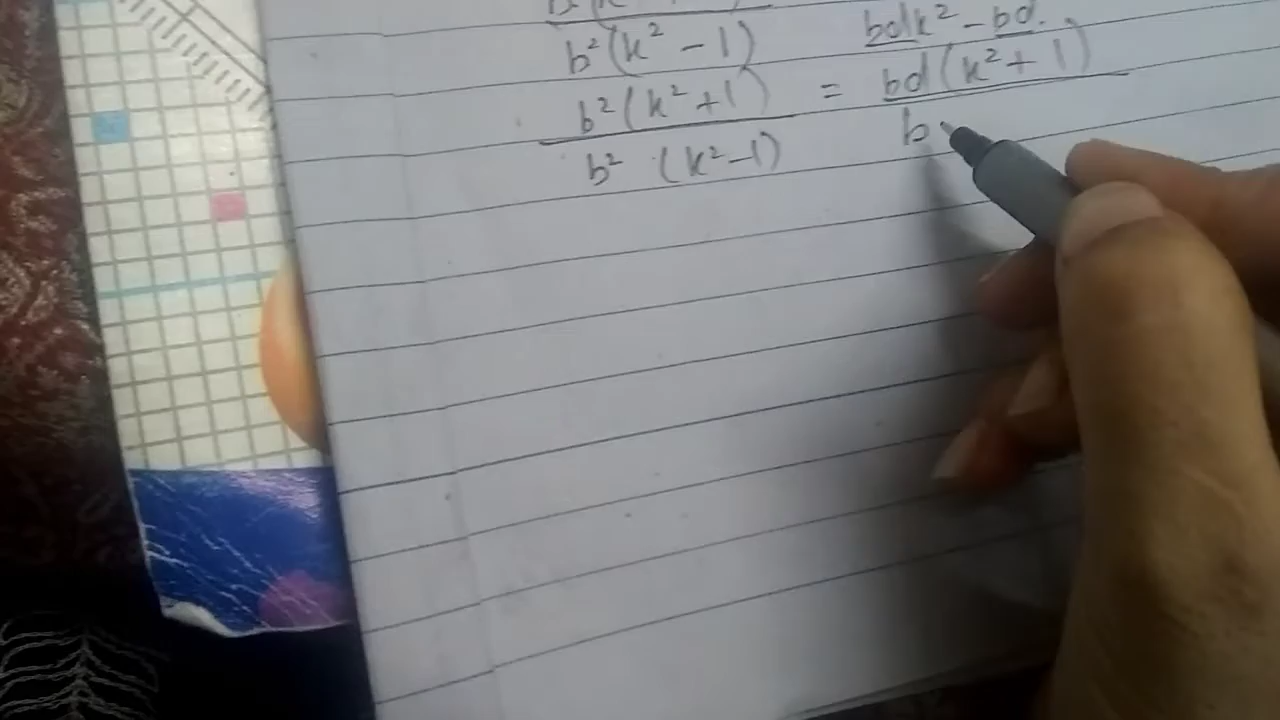 b²(k² − 1)   bdk² − bd.
b²(k² + 1) = bd(k² + 1)
b² (k² − 1)   b